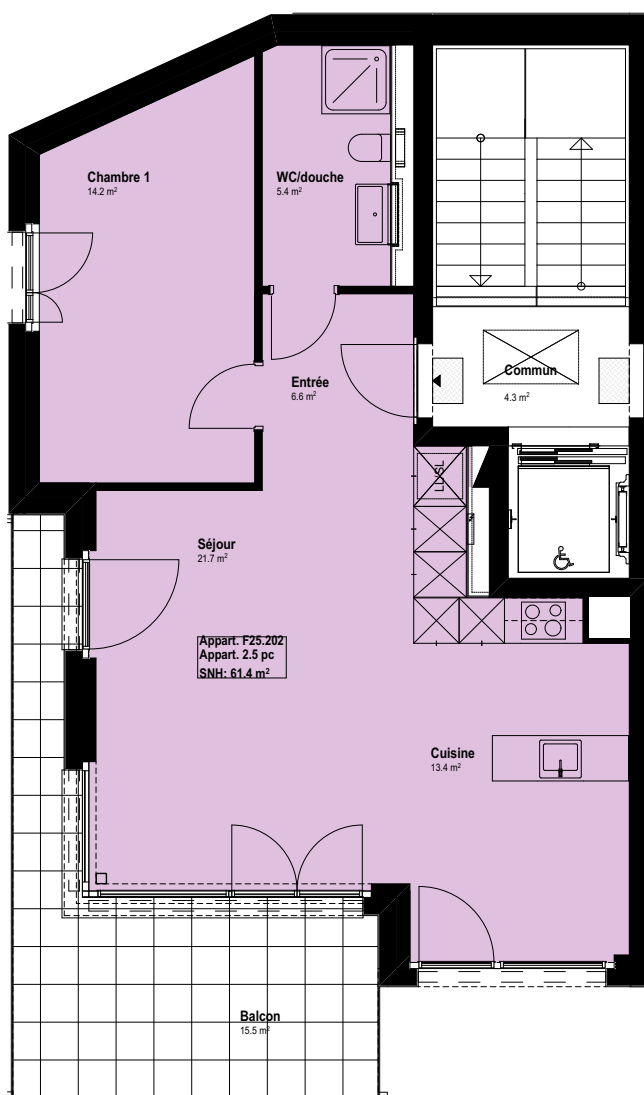 Chambre 1
14.2 m²
WC/douche
5.4 m²
Entrée
6.6 m²
Commun
4.3 m²
LL/SL
Séjour
21.7 m²
Appart. F25.202
Appart. 2.5 pc
SNH: 61.4 m²
Cuisine
13.4 m²
Balcon
15.5 m²